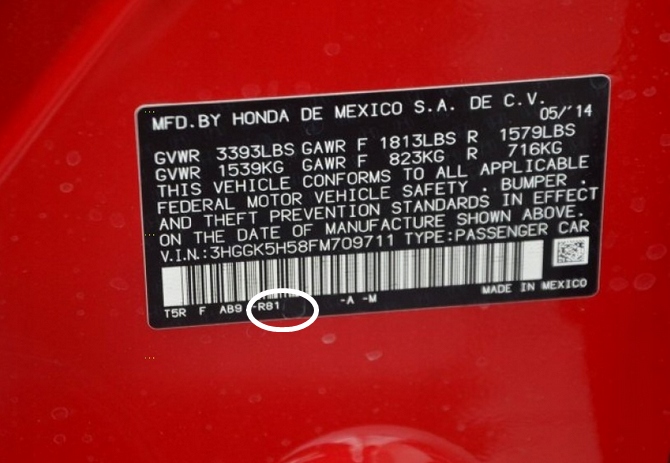 MFD.BY HONDA DE MEXICO S.A. DE C.V.
05/'14
GVWR 3393LBS GAWR F 1813LBS R 1579LBS
GVWR 1539KG GAWR F 823KG R 716KG
THIS VEHICLE CONFORMS TO ALL APPLICABLE
FEDERAL MOTOR VEHICLE SAFETY , BUMPER ,
AND THEFT PREVENTION STANDARDS IN EFFECT
ON THE DATE OF MANUFACTURE SHOWN ABOVE.
V.I.N.:3HGGK5H58FM709711 TYPE:PASSENGER CAR
T5R F AB9 -R81 -A -M MADE IN MEXICO